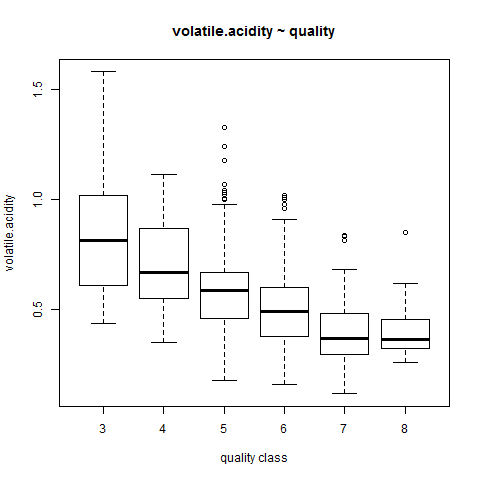 volatile.acidity ~ quality
1.5
1.0
0.5
volatile.acidity
3 4 5 6 7 8
quality class